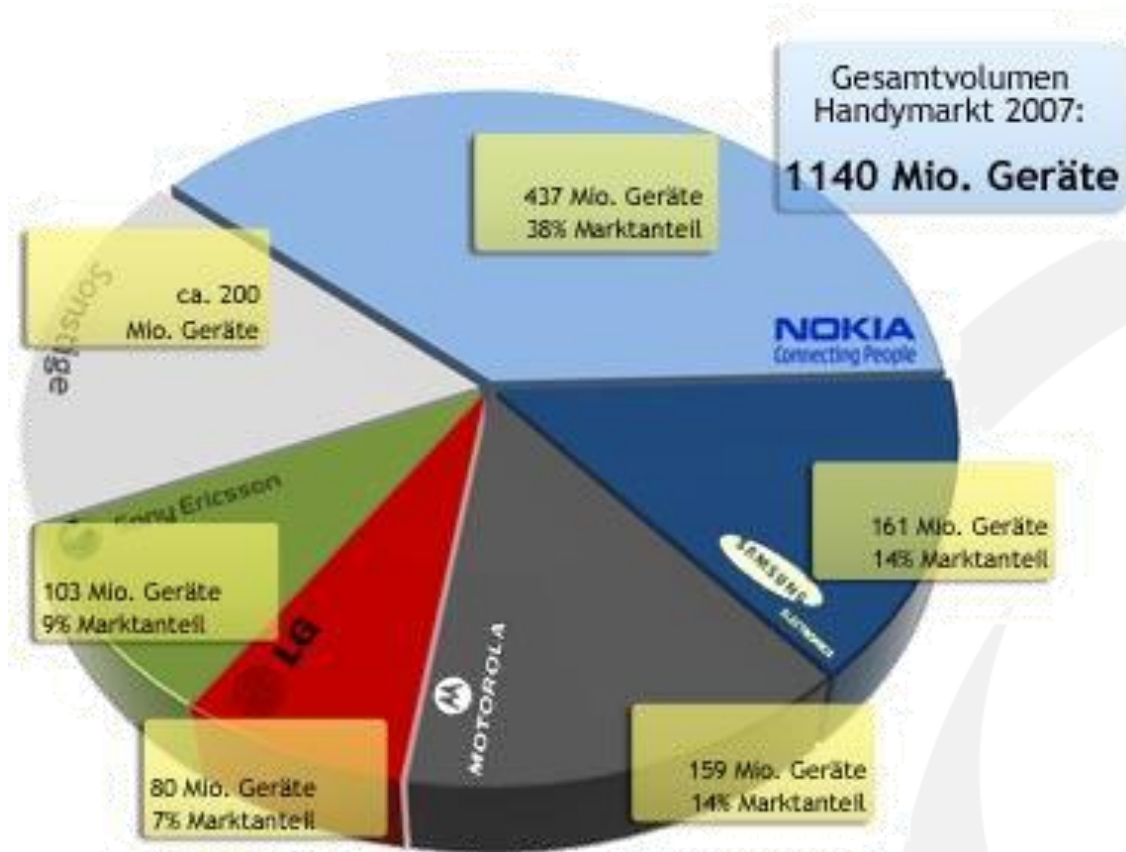 Gesamtvolumen
Handymarkt 2007:
1140 Mio. Geräte
437 Mio. Geräte
38% Marktanteil
NOKIA
Connecting People
Sonstige
ca. 200
Mio. Geräte
161 Mio. Geräte
14% Marktanteil
SAMSUNG
ELECTRONICS
Sony Ericsson
103 Mio. Geräte
9% Marktanteil
LG
MOTOROLA
159 Mio. Geräte
14% Marktanteil
80 Mio. Geräte
7% Marktanteil